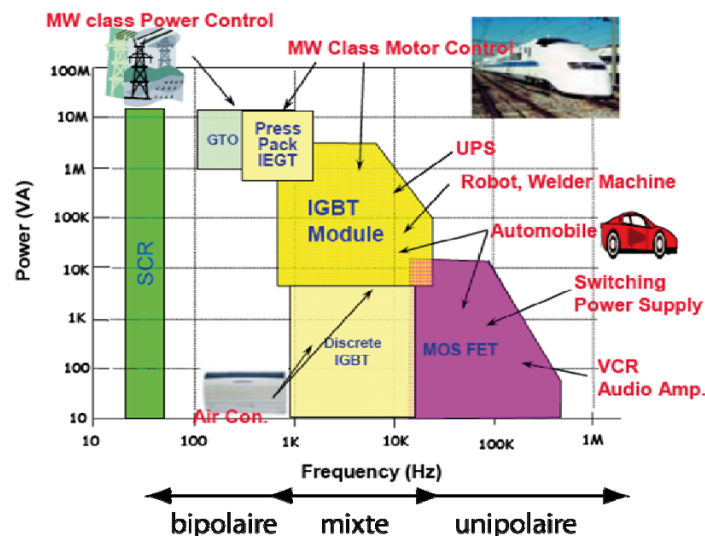 MW class Power Control
MW Class Motor Control
100M
10M
1M
100K
10K
1K
100
10
Power (VA)
SCR
GTO
Press
Pack
IEGT
UPS
Robot, Welder Machine
IGBT
Module
Automobile
Switching
Power Supply
Discrete
IGBT
MOS FET
VCR
Audio Amp.
Air Con.
10
100
1K
10K
100K
1M
Frequency (Hz)
bipolaire
mixte
unipolaire